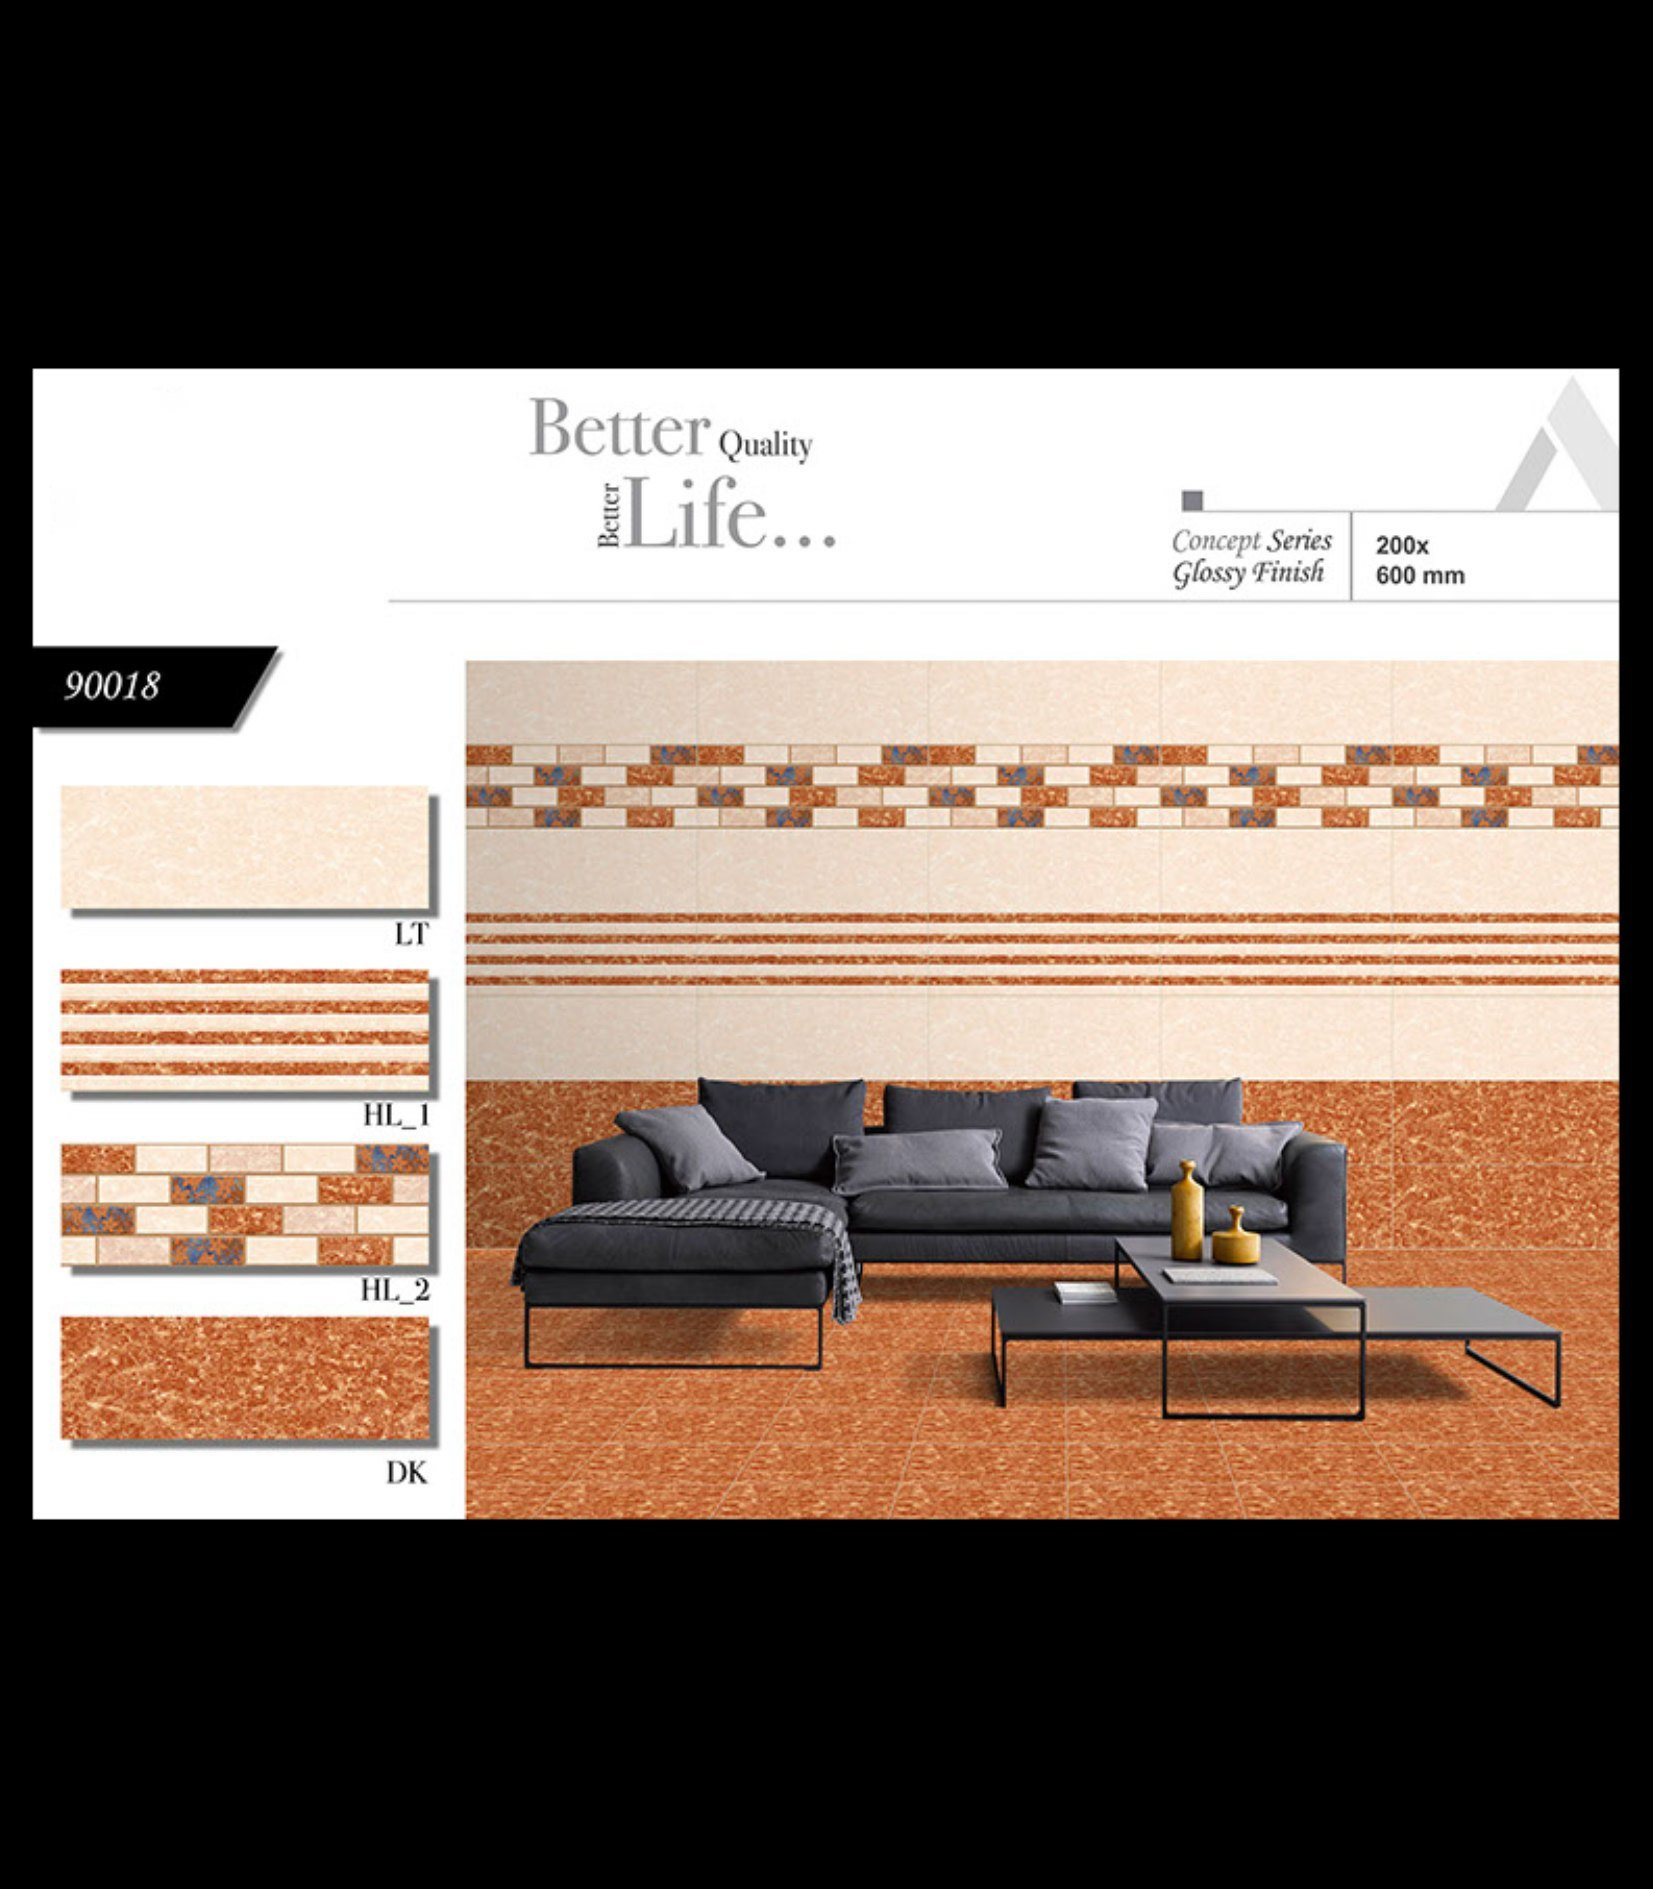 Better Quality
Better Life...
Concept Series
Glossy Finish
200x
600 mm
90018
LT
HL_1
HL_2
DK